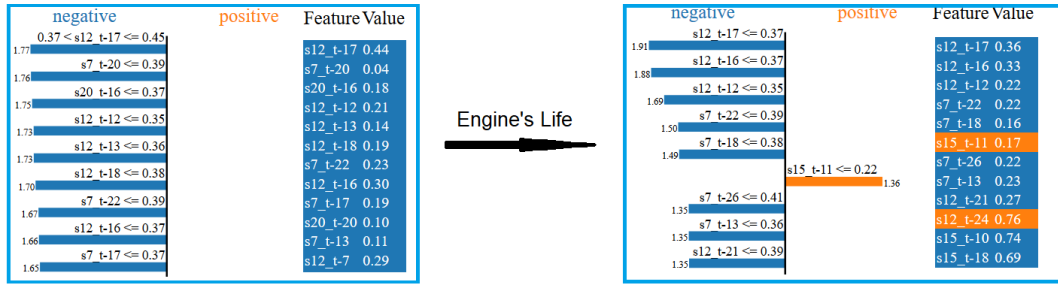 negative positive Feature Value
0.37 < s12_t-17 <= 0.45
1.77
s7_t-20 <= 0.39
1.76
s20_t-16 <= 0.37
1.75
s12_t-12 <= 0.35
1.73
s12_t-13 <= 0.36
1.73
s12_t-18 <= 0.38
1.70
s7_t-22 <= 0.39
1.67
s12_t-16 <= 0.37
1.66
s7_t-17 <= 0.37
1.65
s12_t-17 0.44
s7_t-20 0.04
s20_t-16 0.18
s12_t-12 0.21
s12_t-13 0.14
s12_t-18 0.19
s7_t-22 0.23
s12_t-16 0.30
s7_t-17 0.19
s20_t-20 0.10
s7_t-13 0.11
s12_t-7 0.29
Engine's Life
negative positive Feature Value
s12_t-17 <= 0.37
1.91
s12_t-16 <= 0.37
1.88
s12_t-12 <= 0.35
1.69
s7_t-22 <= 0.39
1.50
s7_t-18 <= 0.38
1.49
s15_t-11 <= 0.22
1.36
s7_t-26 <= 0.41
1.35
s7_t-13 <= 0.36
1.35
s12_t-21 <= 0.39
1.35
s12_t-17 0.36
s12_t-16 0.33
s12_t-12 0.22
s7_t-22 0.22
s7_t-18 0.16
s15_t-11 0.17
s7_t-26 0.22
s7_t-13 0.23
s12_t-21 0.27
s12_t-24 0.76
s15_t-10 0.74
s15_t-18 0.69